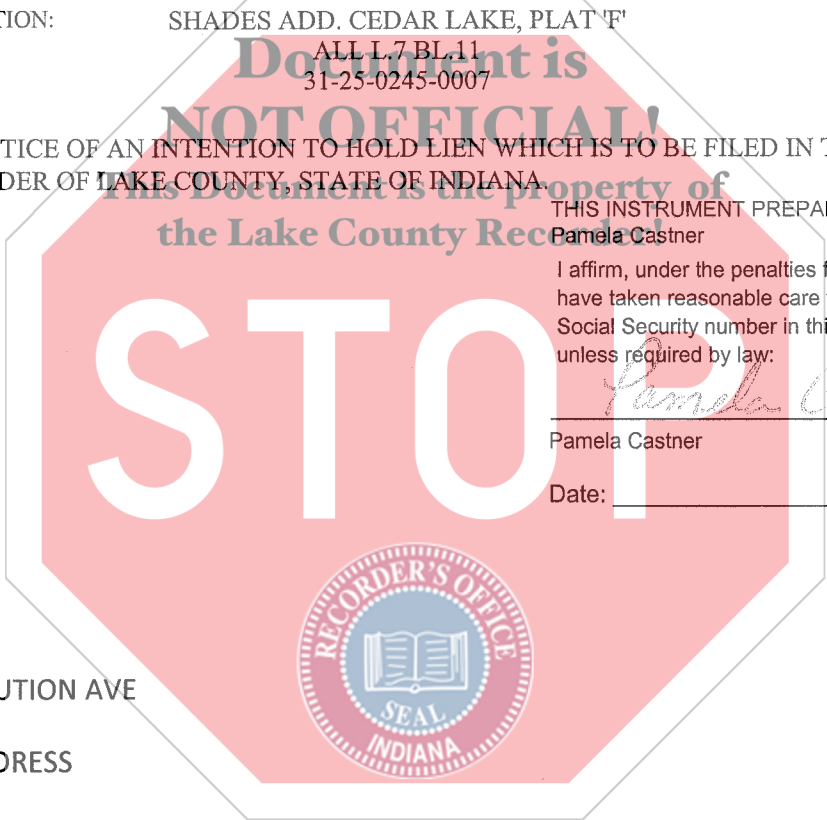 TION: SHADES ADD. CEDAR LAKE, PLAT 'F'
Document is
ALL L.7 BL.11
31-25-0245-0007
NOT OFFICIAL!
TICE OF AN INTENTION TO HOLD LIEN WHICH IS TO BE FILED IN T
DER OF LAKE COUNTY, STATE OF INDIANA.
This Document is the property of
the Lake County Recorder!
THIS INSTRUMENT PREPA
Pamela Castner
I affirm, under the penalties f
have taken reasonable care
Social Security number in thi
unless required by law:
Pamela C
Pamela Castner
Date:
STOP
RECORDER'S OFFICE
SEAL
INDIANA
UTION AVE
DRESS